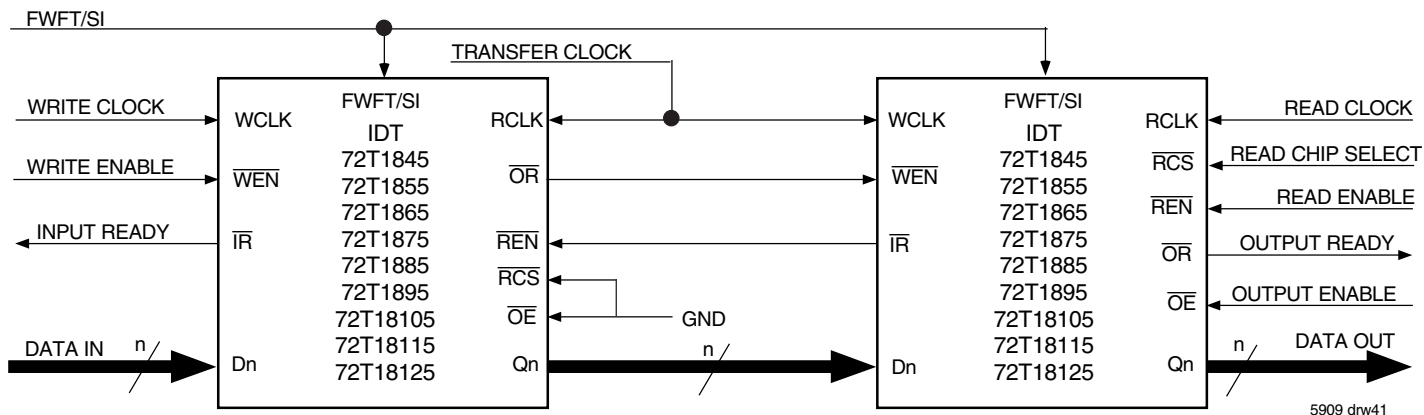 FWFT/SI
TRANSFER CLOCK
WRITE CLOCK
WRITE ENABLE
INPUT READY
DATA IN
n
WCLK
WEN
IR
Dn
FWFT/SI
IDT
72T1845
72T1855
72T1865
72T1875
72T1885
72T1895
72T18105
72T18115
72T18125
RCLK
OR
REN
RCS
OE
Qn
GND
n
WCLK
WEN
IR
Dn
FWFT/SI
IDT
72T1845
72T1855
72T1865
72T1875
72T1885
72T1895
72T18105
72T18115
72T18125
RCLK
RCS
REN
OR
OE
Qn
READ CLOCK
READ CHIP SELECT
READ ENABLE
OUTPUT READY
OUTPUT ENABLE
n
DATA OUT
5909 drw41